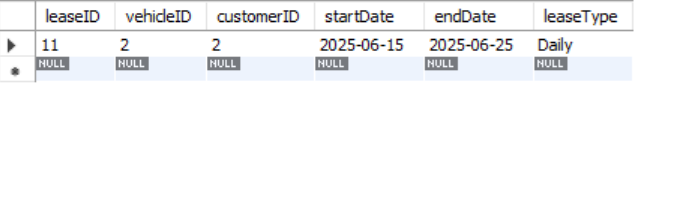 leaseID vehicleID customerID startDate endDate leaseType
11 2 2 2025-06-15 2025-06-25 Daily
NULL NULL NULL NULL NULL NULL